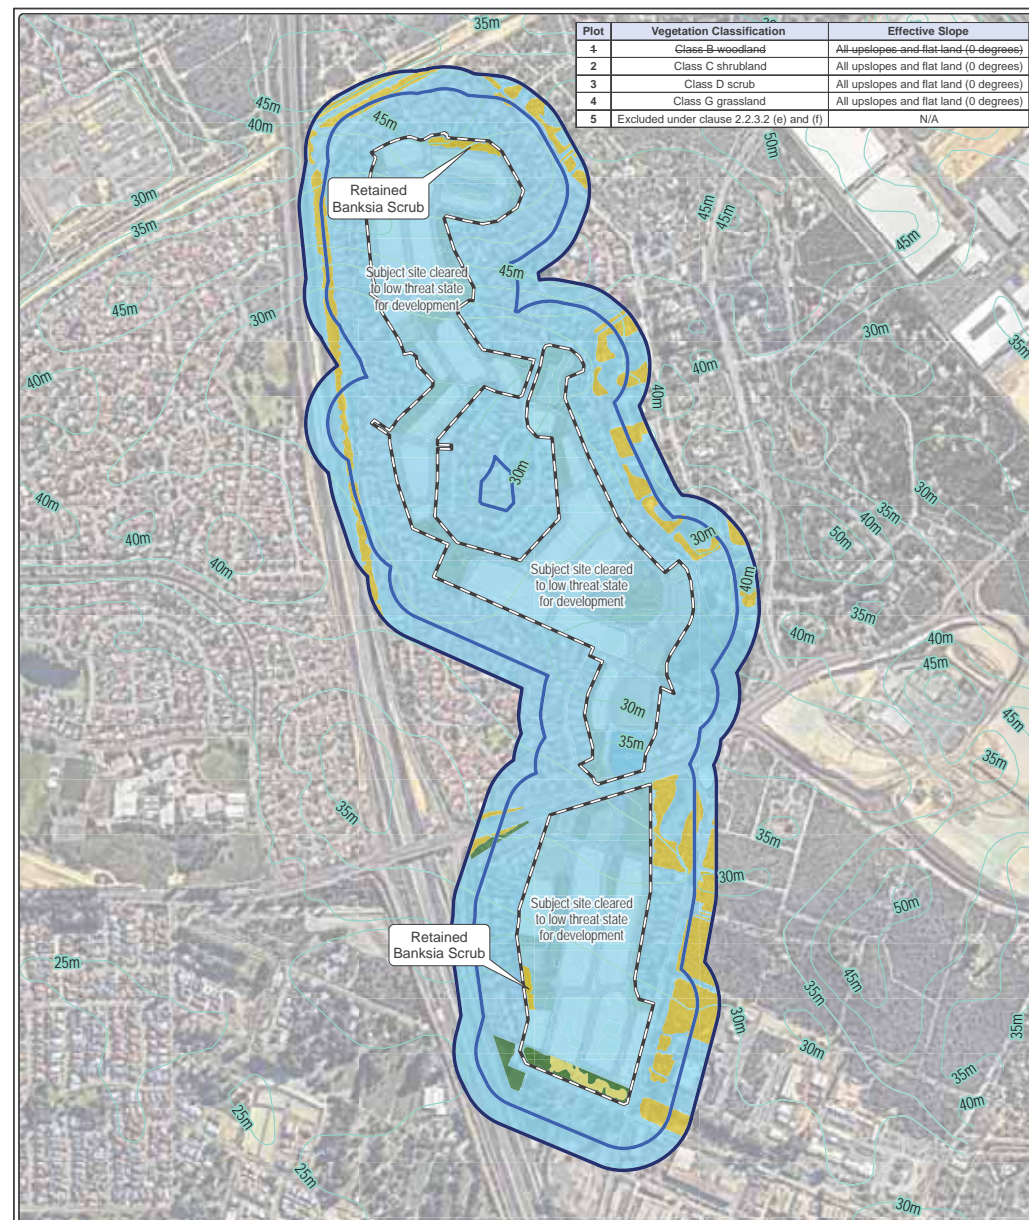 35m
Plot Vegetation Classification Effective Slope
1 Class B woodland All upslopes and flat land (0 degrees)
2 Class C shrubland All upslopes and flat land (0 degrees)
3 Class D scrub All upslopes and flat land (0 degrees)
4 Class G grassland All upslopes and flat land (0 degrees)
5 Excluded under clause 2.2.3.2 (e) and (f) N/A
45m
40m
45m
50m
Retained
Banksia Scrub
30m
35m
45m
45m
45m
Subject site cleared
to low threat state
for development
45m
45m
30m
30m
35m
40m
40m
40m
30m
40m
30m
35m
40m
50m
40m
40m
30m
Subject site cleared
to low threat state
for development
40m
35m
40m
40m
45m
30m
45m
35m
35m
35m
35m
30m
Subject site cleared
to low threat state
for development
50m
Retained
Banksia Scrub
25m
45m
35m
30m
35m
30m
35m
40m
25m
25m
30m